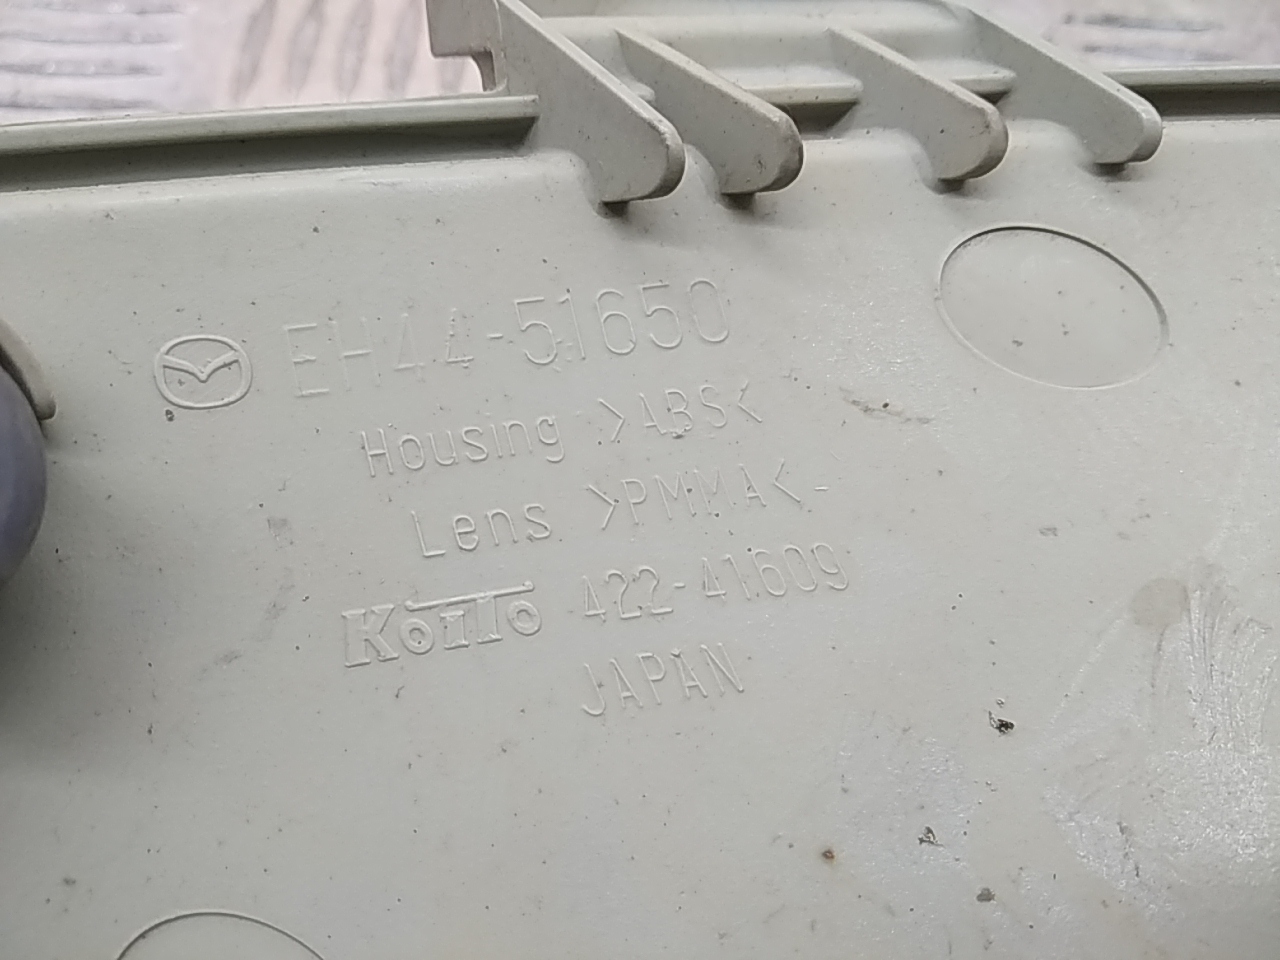 EH44-51650
Housing >ABS<
Lens >PMMA<
KOITO 422-41609
JAPAN